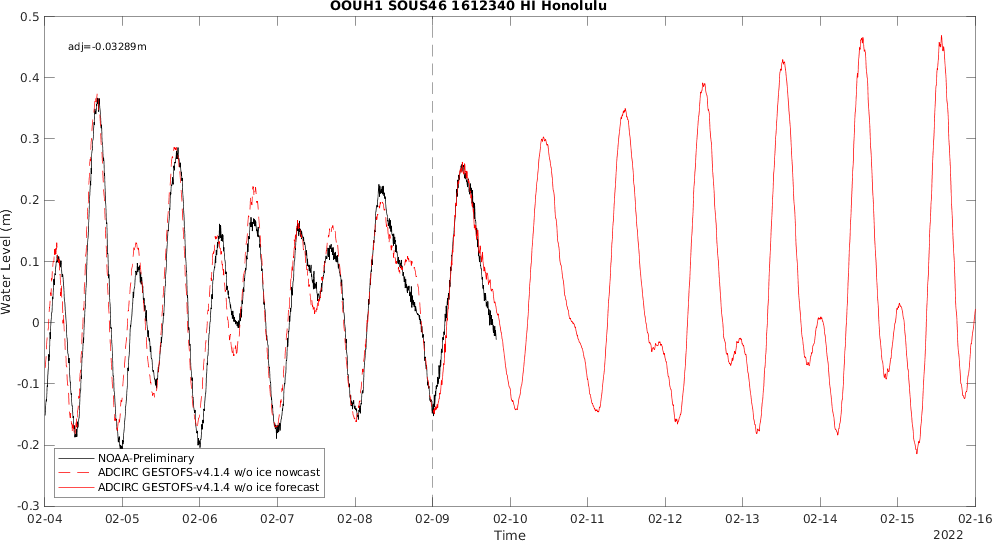 OOUH1 SOUS46 1612340 HI Honolulu
adj=-0.03289m
0.5
0.4
0.3
0.2
0.1
0
-0.1
-0.2
-0.3
Water Level (m)
NOAA-Preliminary
ADCIRC GESTOFS-v4.1.4 w/o ice nowcast
ADCIRC GESTOFS-v4.1.4 w/o ice forecast
02-04 02-05 02-06 02-07 02-08 02-09 02-10 02-11 02-12 02-13 02-14 02-15 02-16
Time
2022